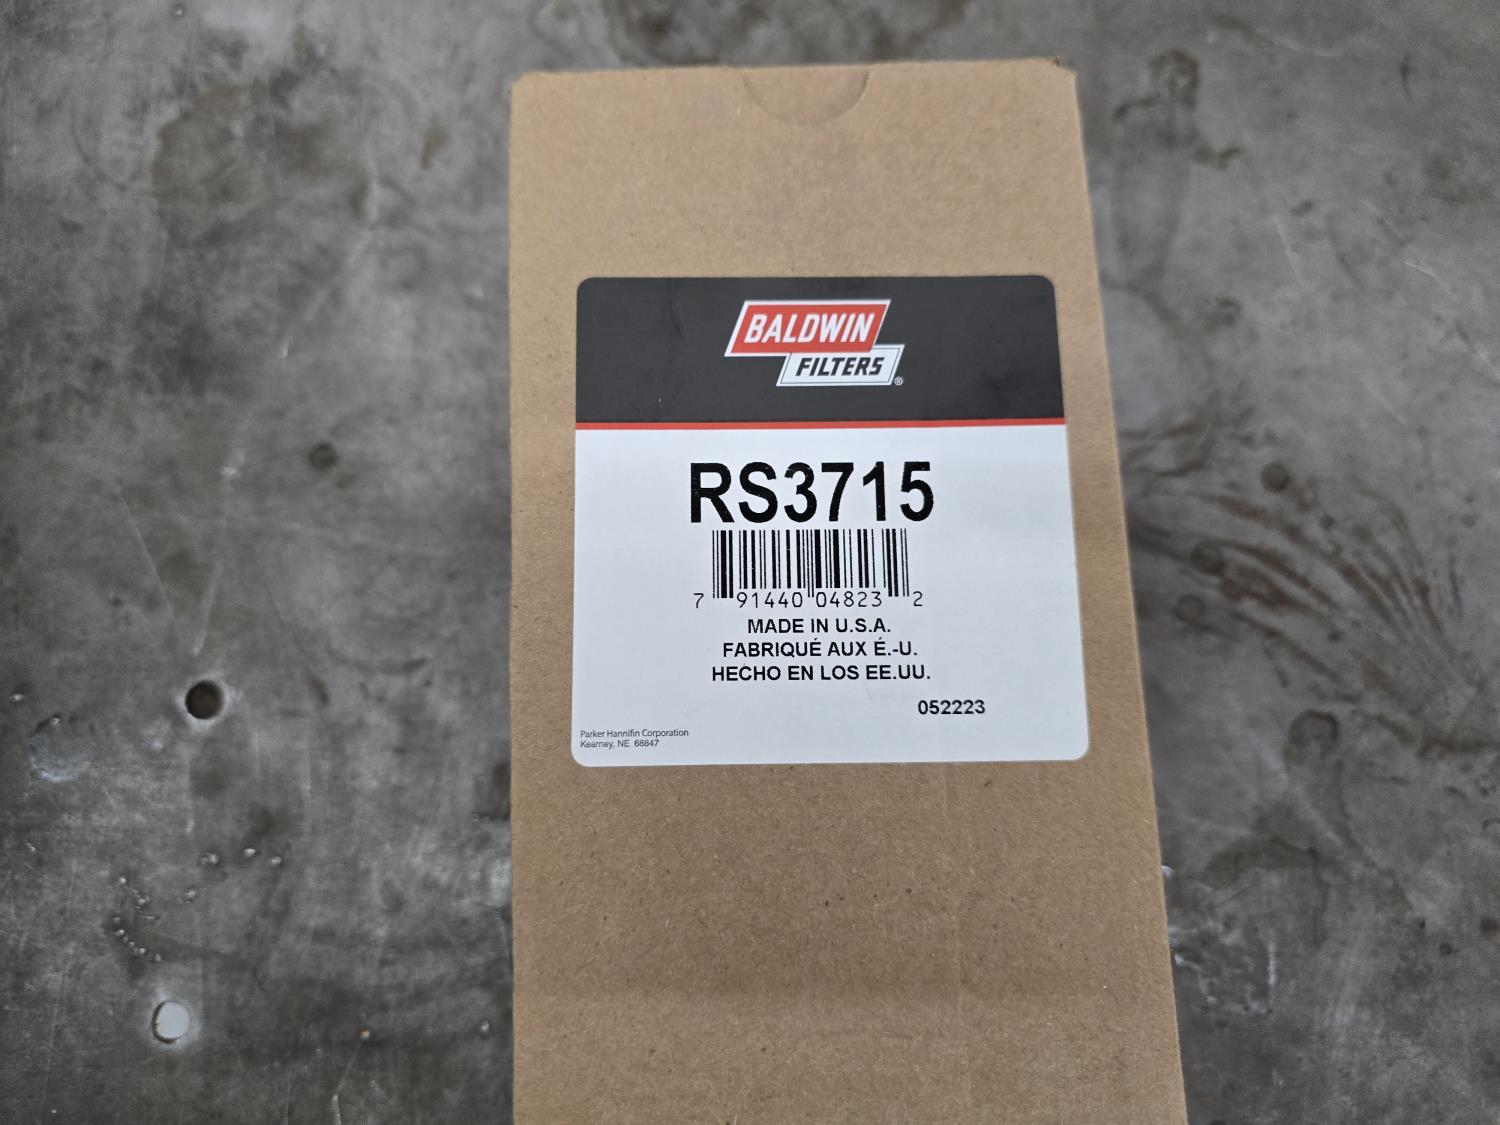 BALDWIN
FILTERS®
RS3715
7 91440 04823 2
MADE IN U.S.A.
FABRIQUÉ AUX É.-U.
HECHO EN LOS EE.UU.
052223
Parker Hannifin Corporation
Kearney, NE 68847